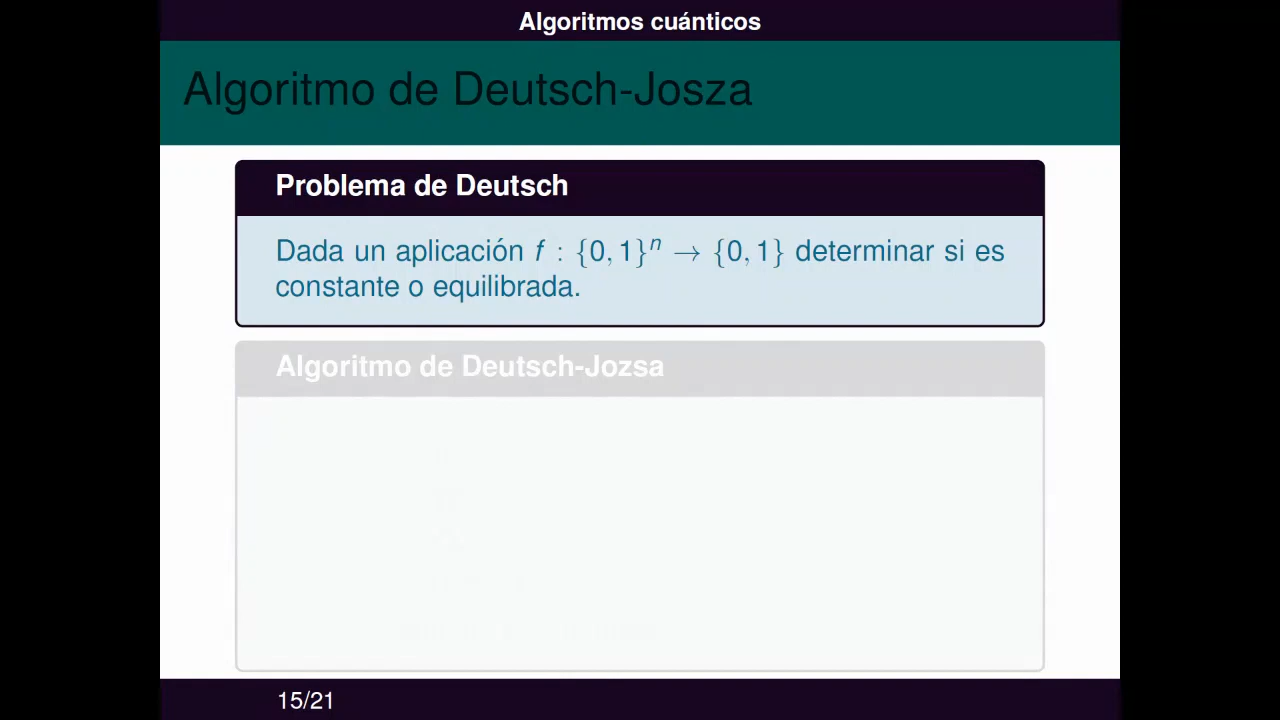 Algoritmos cuánticos
Algoritmo de Deutsch-Josza
Problema de Deutsch
Dada un aplicación f : {0, 1}ⁿ → {0, 1} determinar si es
constante o equilibrada.
Algoritmo de Deutsch-Jozsa
15/21